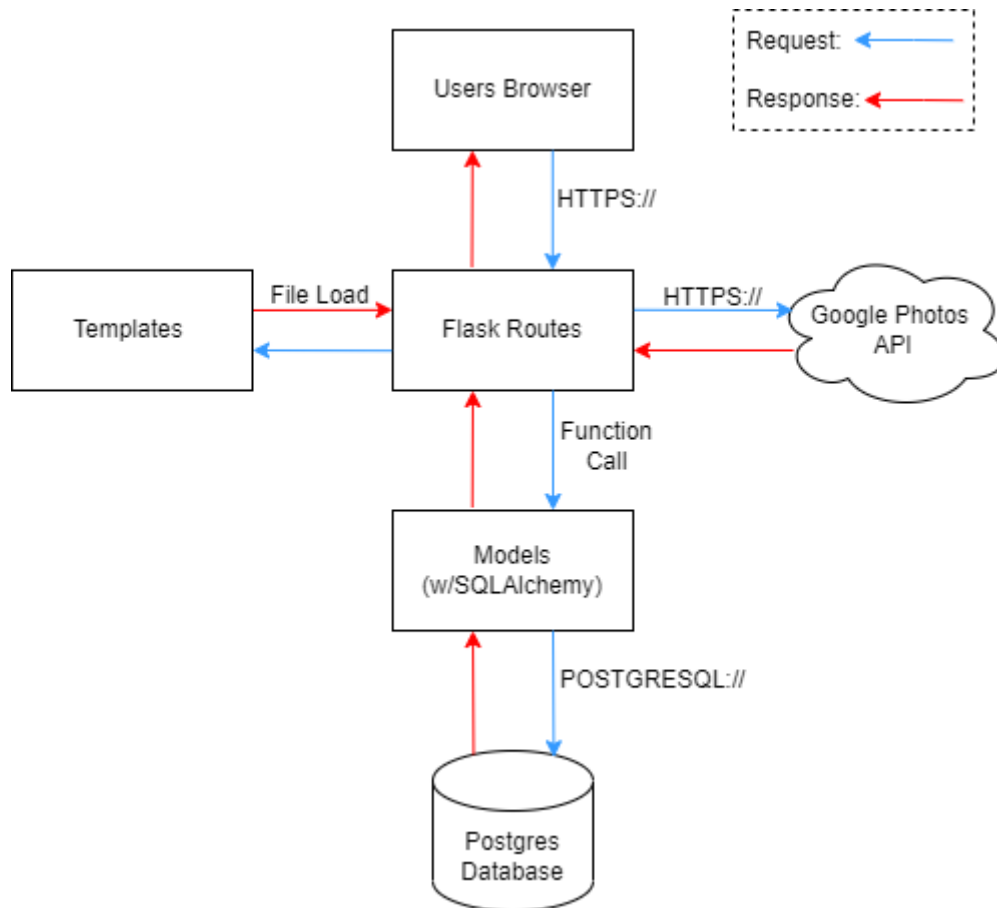 Request:
Response:
Users Browser
HTTPS://
File Load
HTTPS://
Templates
Flask Routes
Google Photos
API
Function
Call
Models
(w/SQLAlchemy)
POSTGRESQL://
Postgres
Database